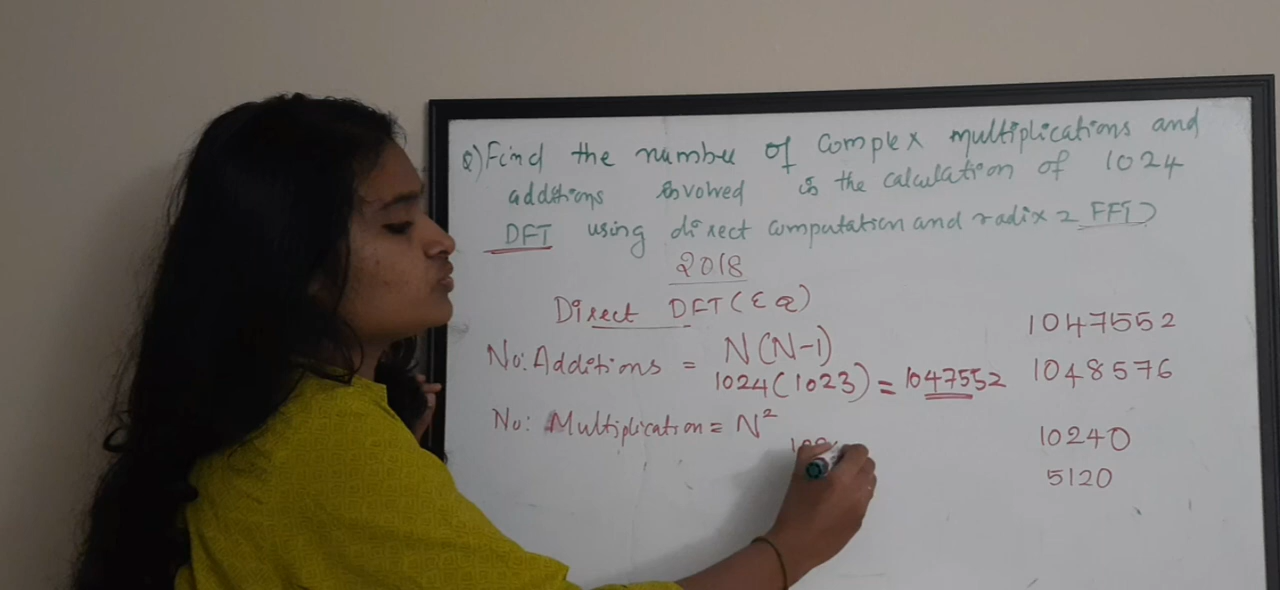 Q) Find the number of complex multiplications and
additions involved is the calculation of 1024
DFT using direct computation and radix 2 FFT
2018
Direct DFT (Eq)
No: Additions = N(N-1)
1024(1023) = 1047552
No: Multiplication = N²
1047552
1048576
10240
5120